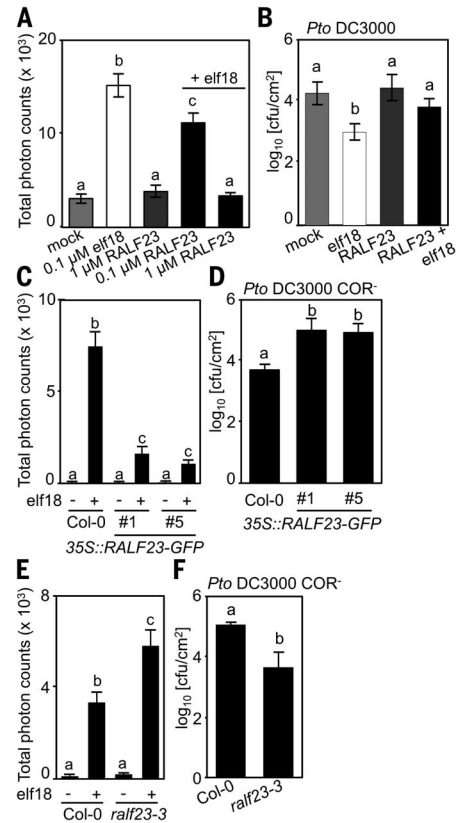 A
Total photon counts (x 10³)
20
10
0
a
b
a
+ elf18
c
a
mock
0.1 µM elf18
1 µM RALF23
0.1 µM RALF23
1 µM RALF23
B
Pto DC3000
log₁₀ [cfu/cm²]
6
4
2
0
a
b
a
a
mock
elf18
RALF23
RALF23 + elf18
C
Total photon counts (x 10³)
10
5
0
a
b
a
c
a
c
elf18 - + - + - +
Col-0 #1 #5
35S::RALF23-GFP
D
Pto DC3000 COR⁻
log₁₀ [cfu/cm²]
6
4
2
0
a
b
b
Col-0 #1 #5
35S::RALF23-GFP
E
Total photon counts (x 10³)
8
4
0
a
b
a
c
elf18 - + - +
Col-0 ralf23-3
F
Pto DC3000 COR⁻
log₁₀ [cfu/cm²]
6
4
2
0
a
b
Col-0
ralf23-3